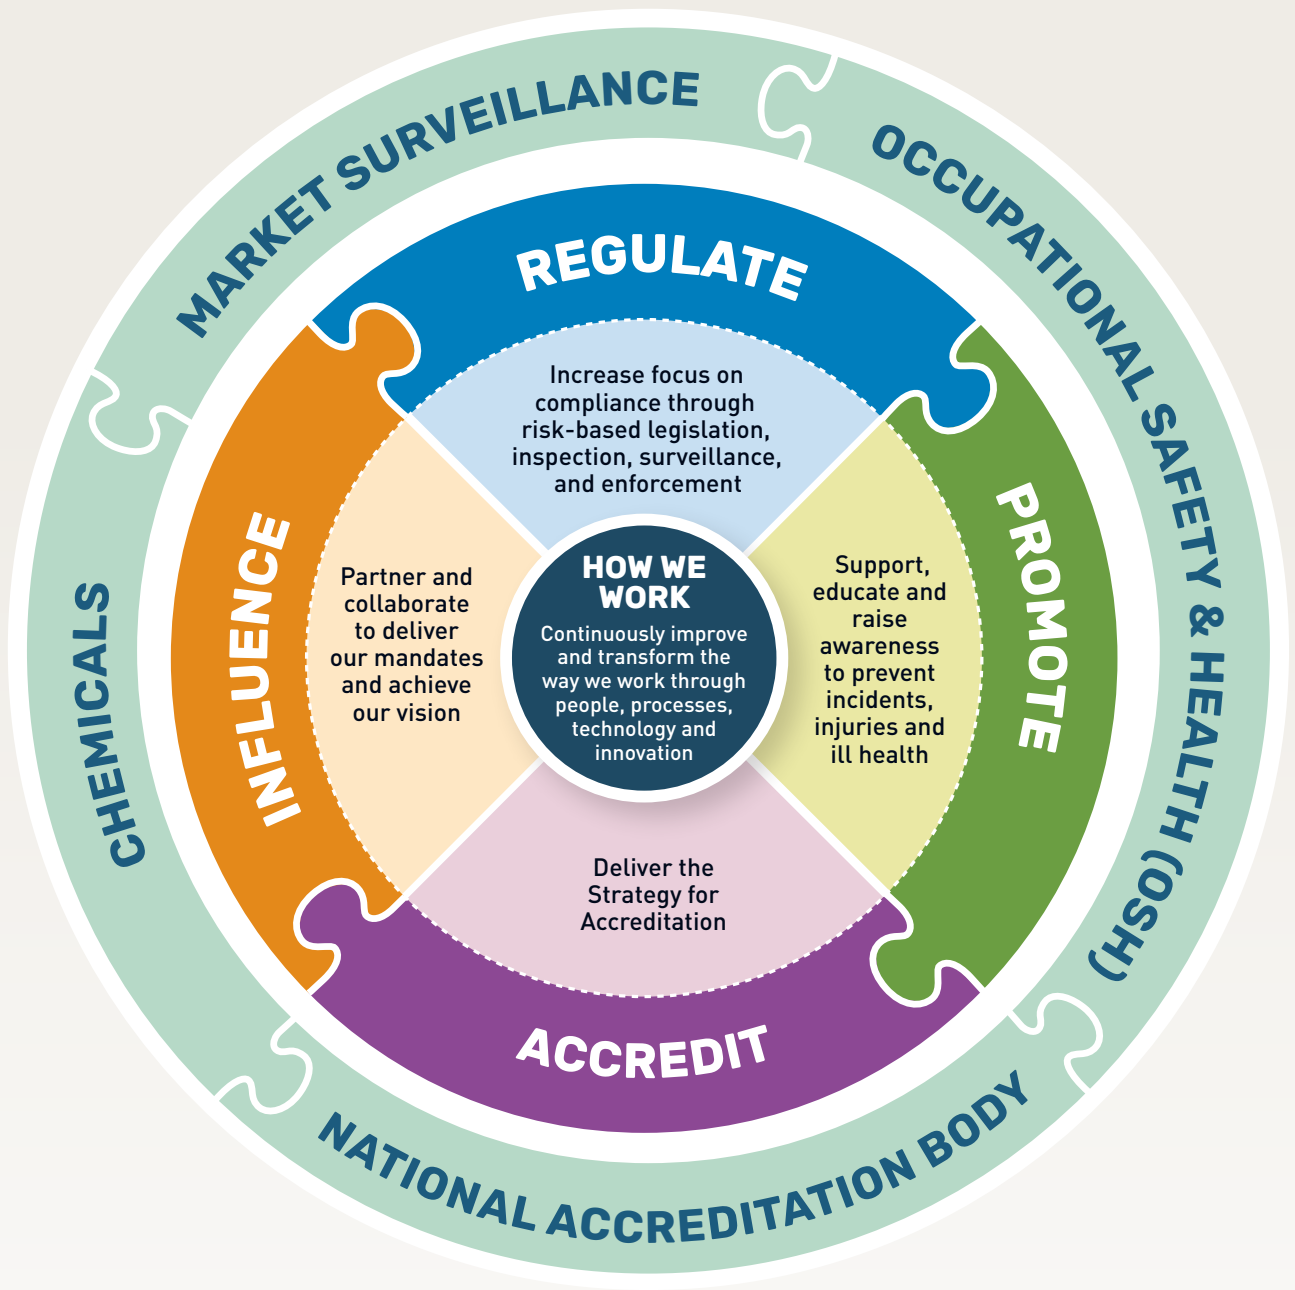 MARKET SURVEILLANCE
OCCUPATIONAL SAFETY & HEALTH (OSH)
NATIONAL ACCREDITATION BODY
CHEMICALS
REGULATE
Increase focus on
compliance through
risk-based legislation,
inspection, surveillance,
and enforcement
PROMOTE
Support,
educate and
raise
awareness
to prevent
incidents,
injuries and
ill health
ACCREDIT
Deliver the
Strategy for
Accreditation
INFLUENCE
Partner and
collaborate
to deliver
our mandates
and achieve
our vision
HOW WE
WORK
Continuously improve
and transform the
way we work through
people, processes,
technology and
innovation